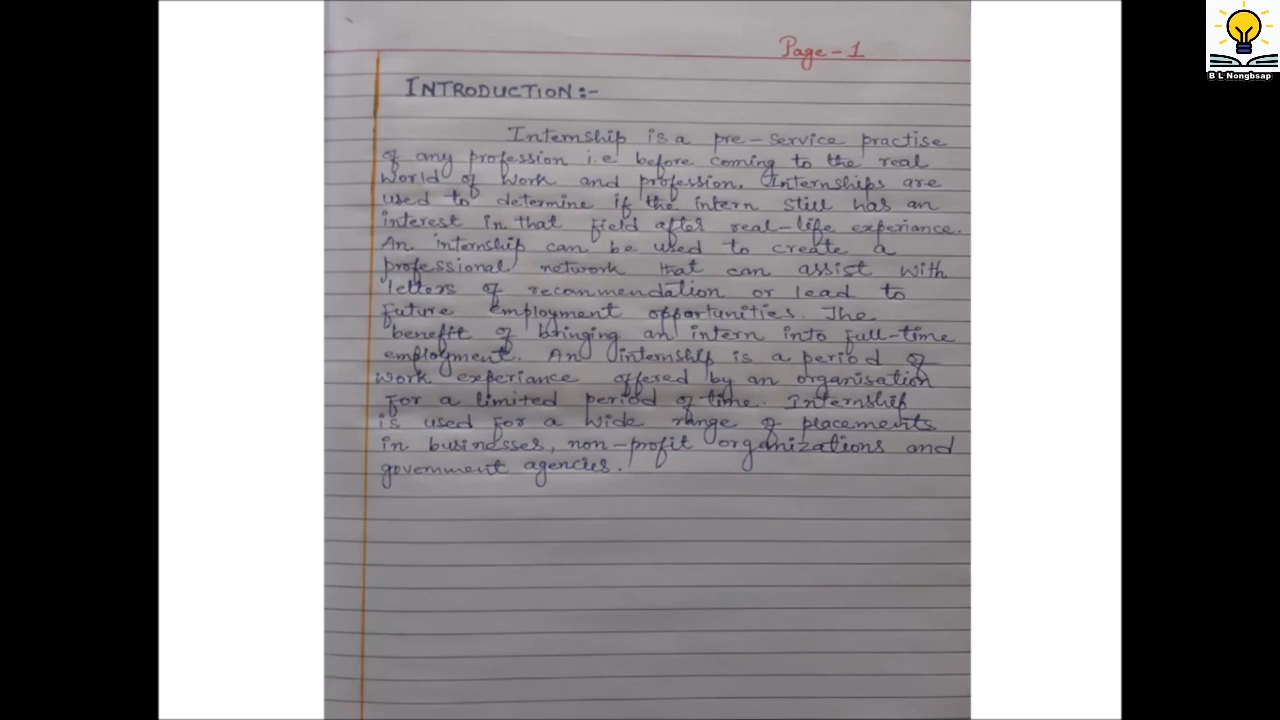 Page-1
INTRODUCTION:-
Internship is a pre-service practise
of any profession i.e before coming to the real
world of work and profession. Internships are
used to determine if the intern still has an
interest in that field after real-life experiance.
An internship can be used to create a
professional network that can assist with
letters of recommendation or lead to
future employment opportunities. The
benefit of bringing an intern into full-time
employment. An internship is a period of
work experiance offered by an organisation
for a limited period of time. Internship
is used for a wide range of placements
in businesses, non-profit organizations and
government agencies.
B L Nongbsap